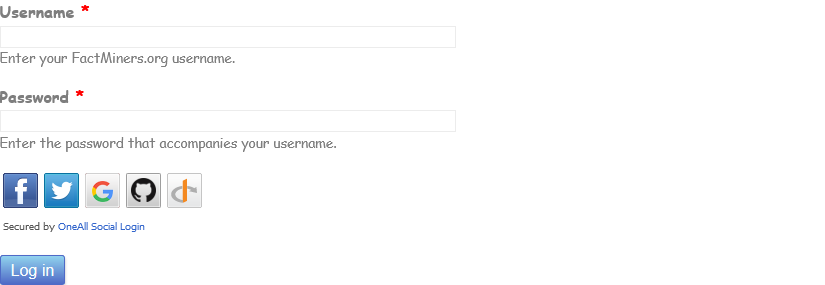 Username *
Enter your FactMiners.org username.
Password *
Enter the password that accompanies your username.
Secured by OneAll Social Login
Log in